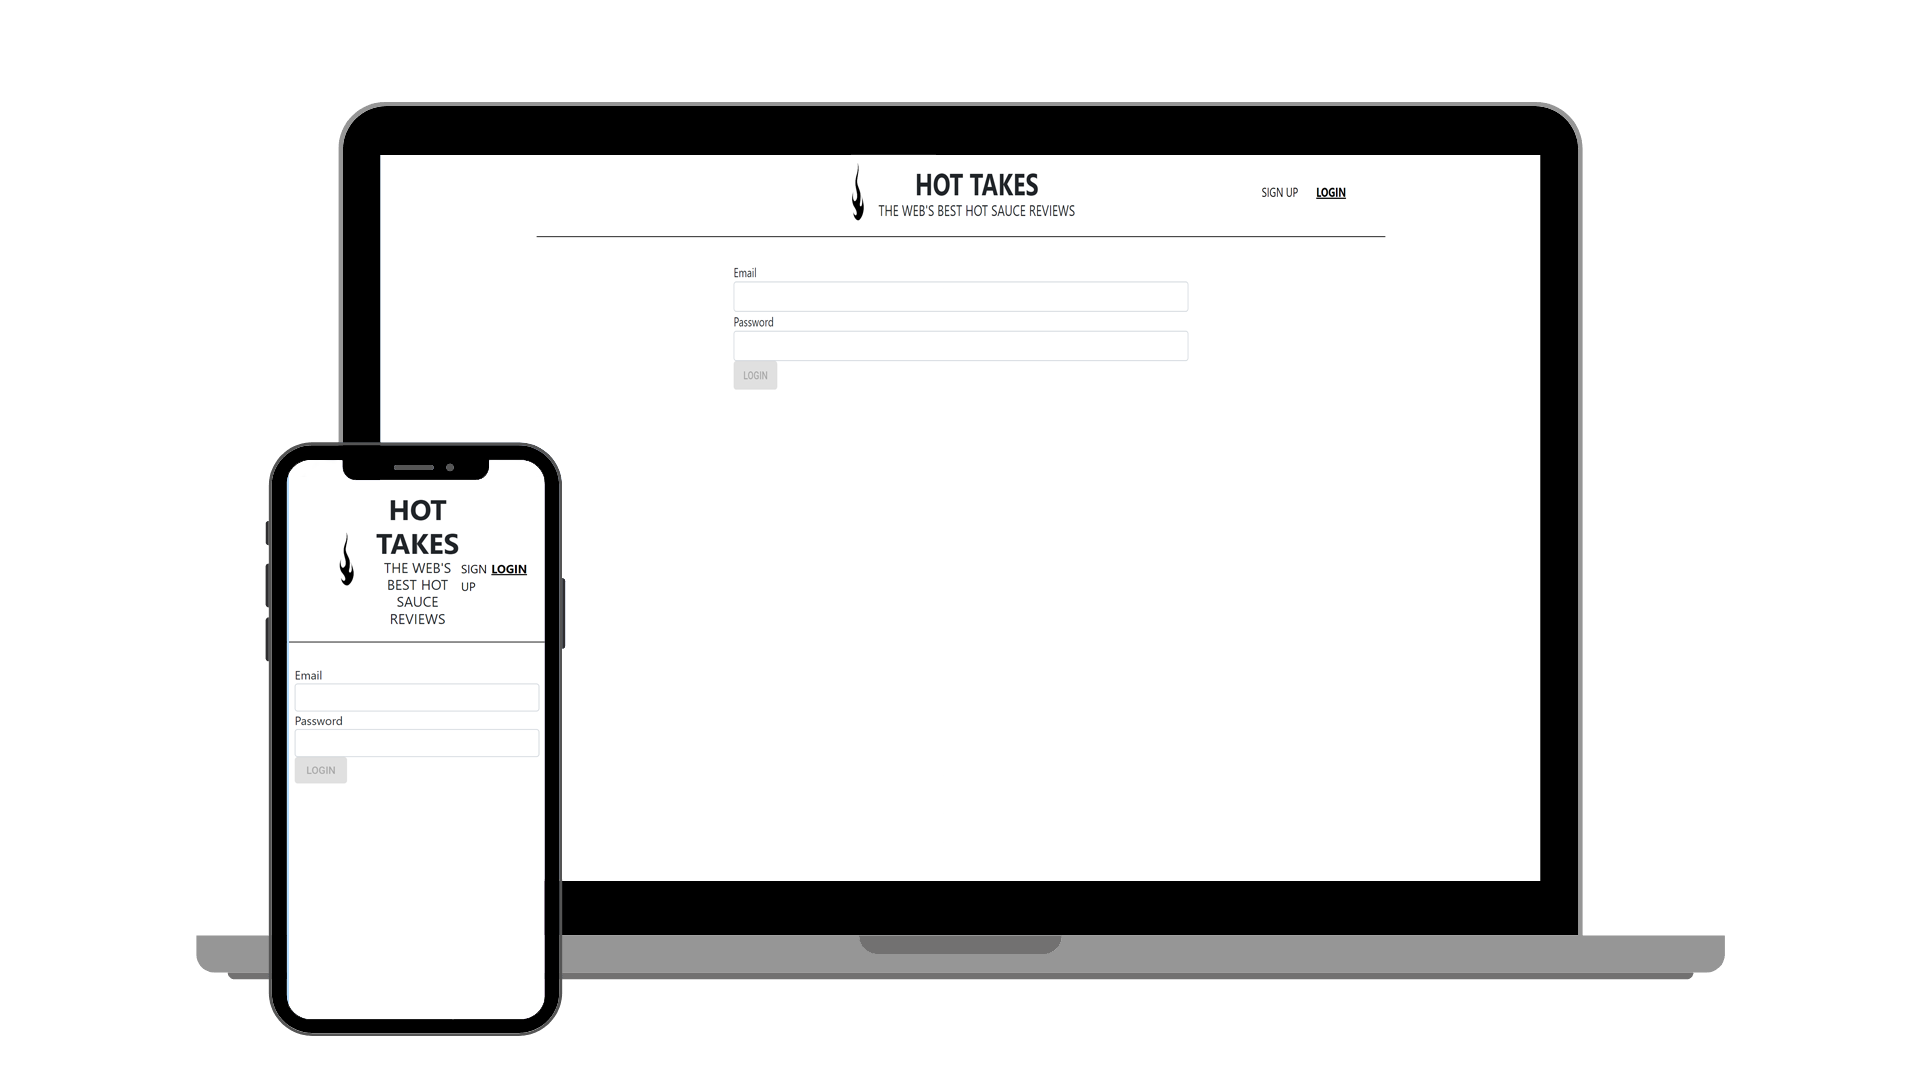 HOT TAKES
THE WEB'S BEST HOT SAUCE REVIEWS
SIGN UP LOGIN
Email
Password
LOGIN
HOT
TAKES
THE WEB'S
BEST HOT
SAUCE
REVIEWS
SIGN LOGIN
UP
Email
Password
LOGIN